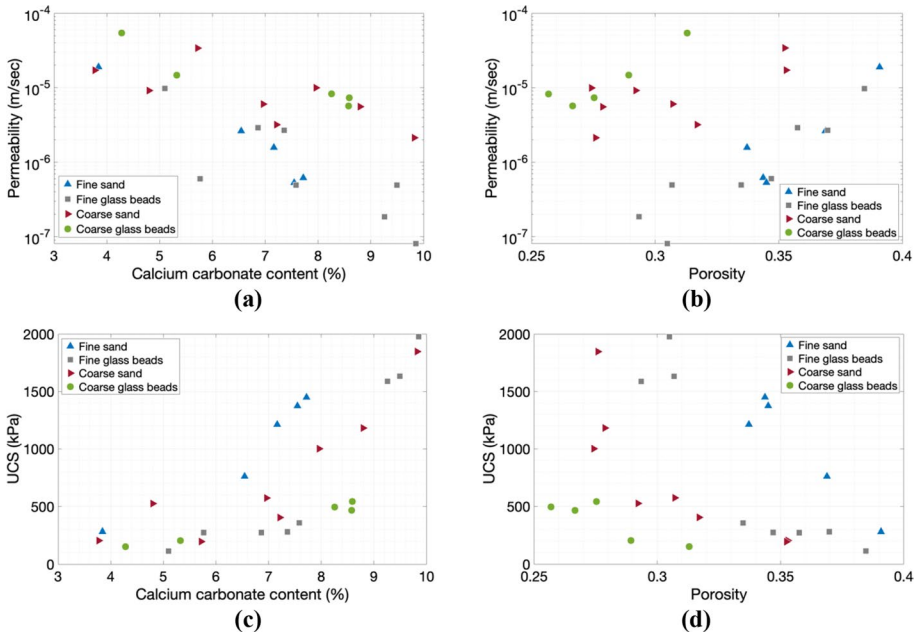 10⁻⁴
10⁻⁵
10⁻⁶
10⁻⁷
Permeability (m/sec)
Fine sand
Fine glass beads
Coarse sand
Coarse glass beads
3 4 5 6 7 8 9 10
Calcium carbonate content (%)
(a)
10⁻⁴
10⁻⁵
10⁻⁶
10⁻⁷
Permeability (m/sec)
Fine sand
Fine glass beads
Coarse sand
Coarse glass beads
0.25 0.3 0.35 0.4
Porosity
(b)
2000
1500
1000
500
0
UCS (kPa)
Fine sand
Fine glass beads
Coarse sand
Coarse glass beads
3 4 5 6 7 8 9 10
Calcium carbonate content (%)
(c)
2000
1500
1000
500
0
UCS (kPa)
Fine sand
Fine glass beads
Coarse sand
Coarse glass beads
0.25 0.3 0.35 0.4
Porosity
(d)